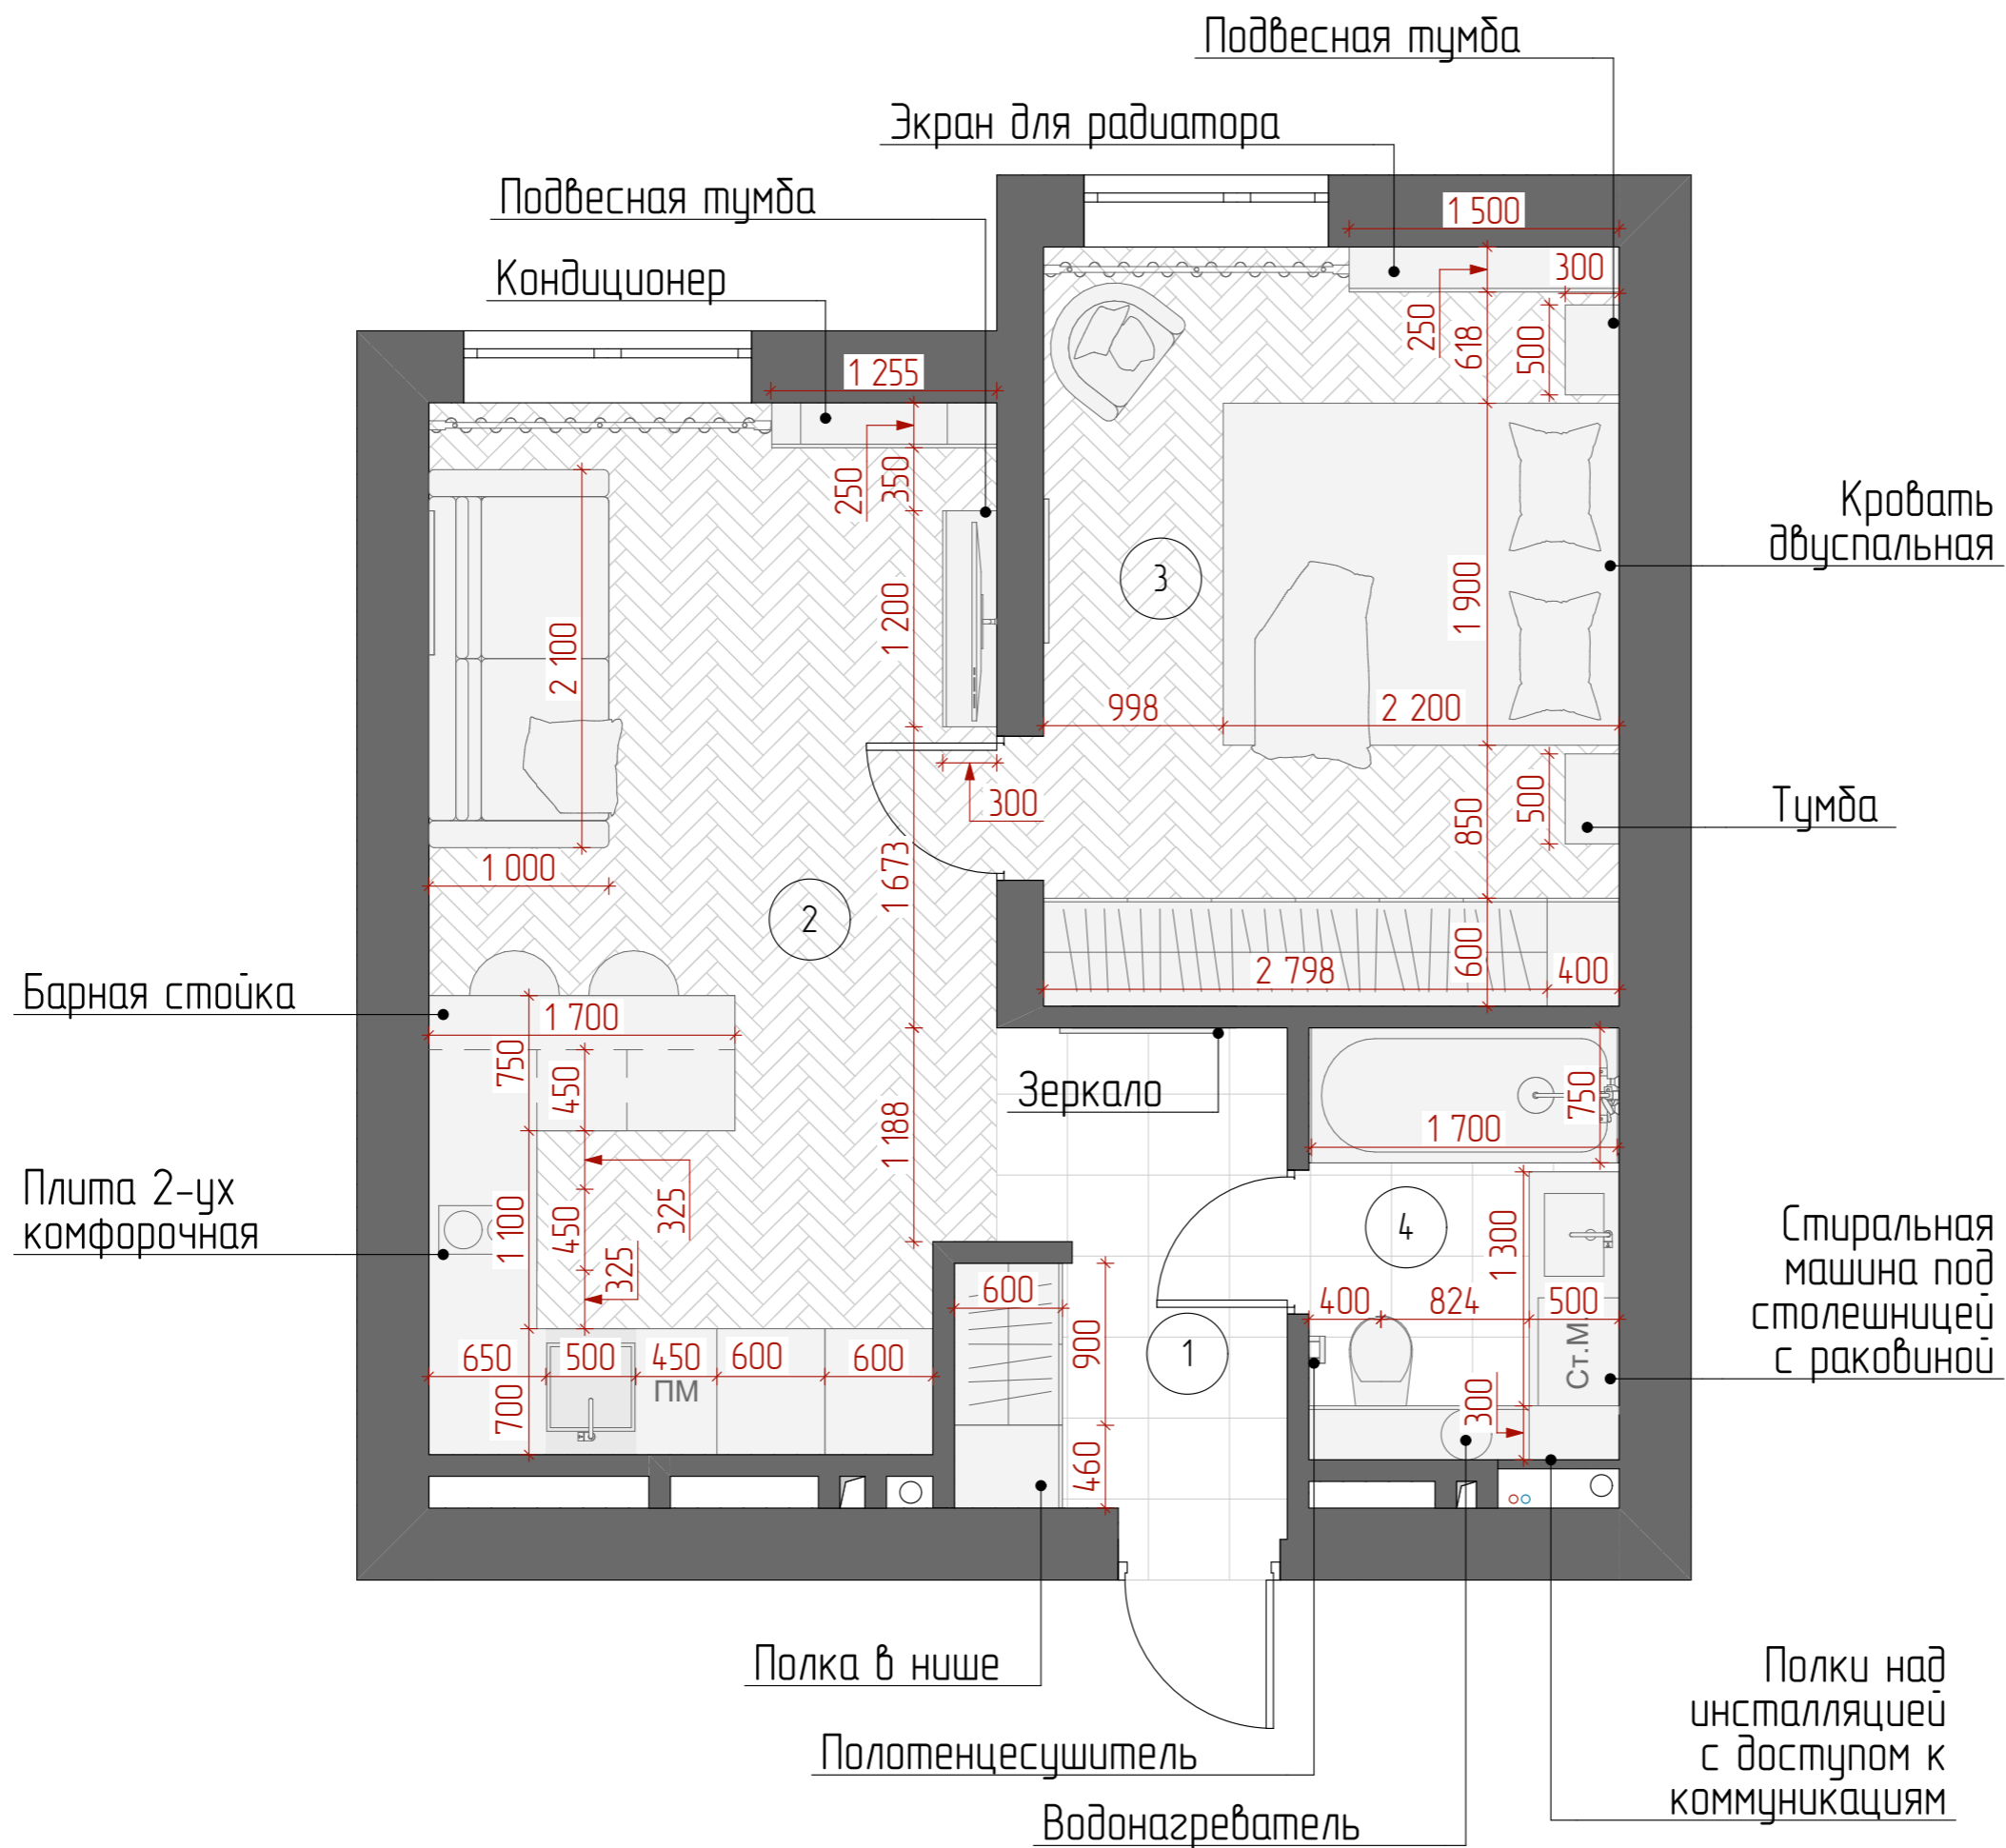 Подвесная тумба
Экран для радиатора
Подвесная тумба
Кондиционер
1 500
300
250
618
500
1 255
250
350
Кровать
двуспальная
3
1 200
1 900
2 100
998
2 200
300
500
850
Тумба
1 000
1 673
2
2 798
600
400
Барная стойка
1 700
750
450
Зеркало
750
1 700
1 188
Плита 2-ух
комфорочная
1 100
450
325
325
4
1 300
Стиральная
машина под
столешницей
с раковиной
600
900
400
824
500
1
Ст.М.
650
500
450
600
600
ПМ
700
460
300
Полка в нише
Полотенцесушитель
Водонагреватель
Полки над
инсталляцией
с доступом к
коммуникациям